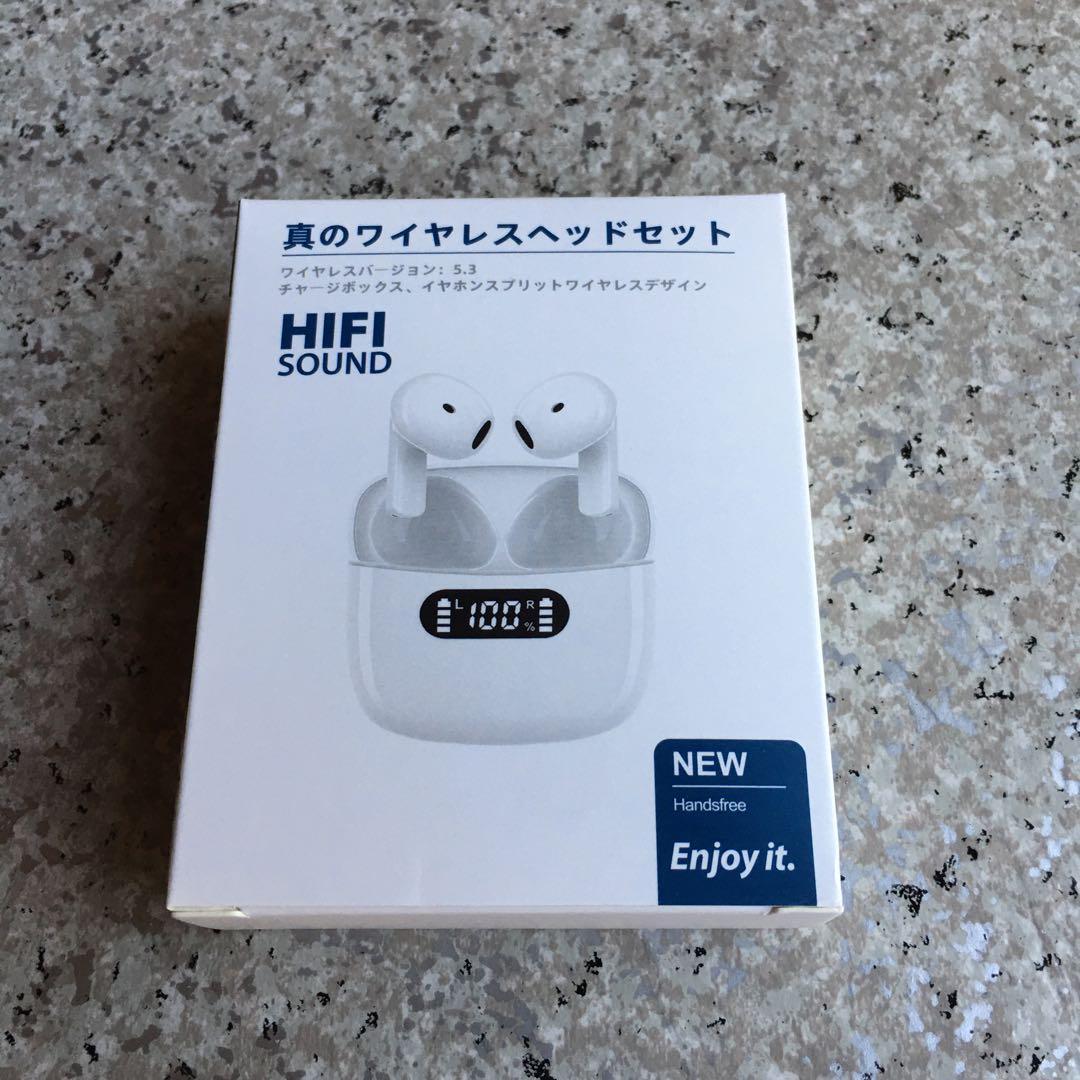 真のワイヤレスヘッドセット
ワイヤレスバージョン: 5.3
チャージボックス、イヤホンスプリットワイヤレスデザイン
HIFI
SOUND
L 100% R
NEW
Handsfree
Enjoy it.